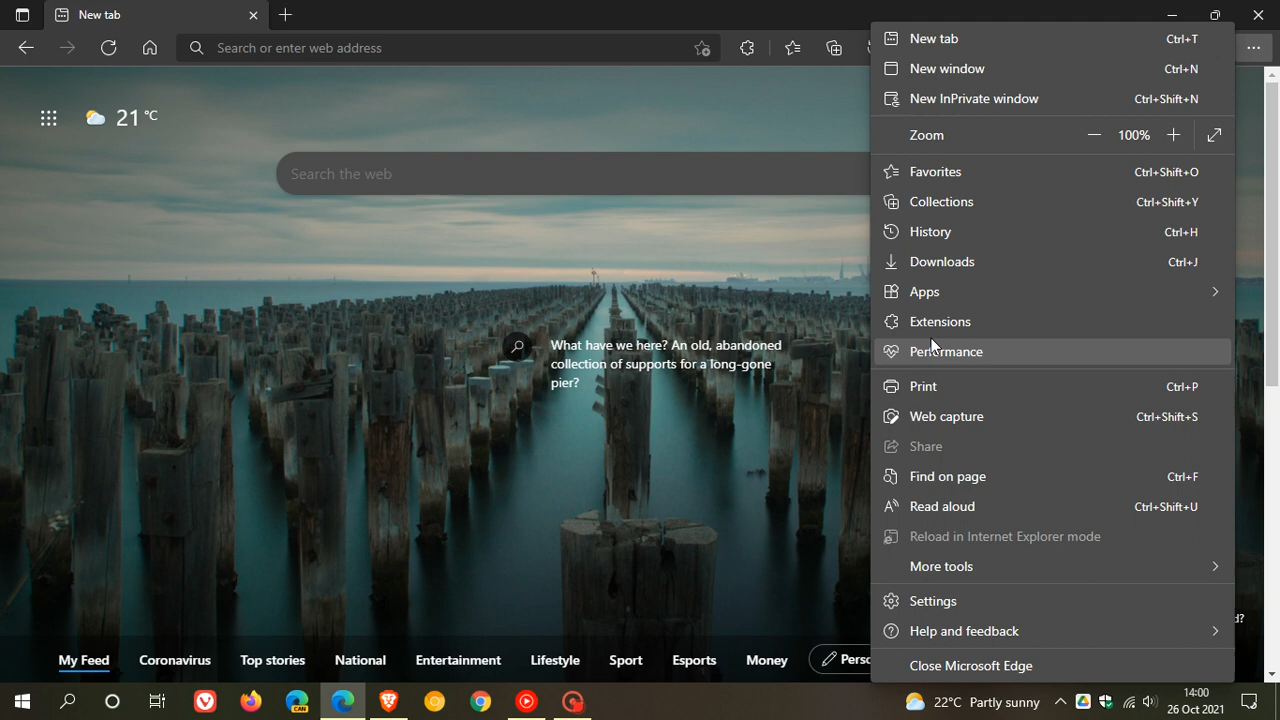 New tab
Search or enter web address
21 °C
Search the web
What have we here? An old, abandoned
collection of supports for a long-gone
pier?
My Feed Coronavirus Top stories National Entertainment Lifestyle Sport Esports Money
New tab Ctrl+T
New window Ctrl+N
New InPrivate window Ctrl+Shift+N
Zoom — 100% +
Favorites Ctrl+Shift+O
Collections Ctrl+Shift+Y
History Ctrl+H
Downloads Ctrl+J
Apps
Extensions
Performance
Print Ctrl+P
Web capture Ctrl+Shift+S
Share
Find on page Ctrl+F
Read aloud Ctrl+Shift+U
Reload in Internet Explorer mode
More tools
Settings
Help and feedback
Close Microsoft Edge
CAN
22°C Partly sunny
14:00
26 Oct 2021